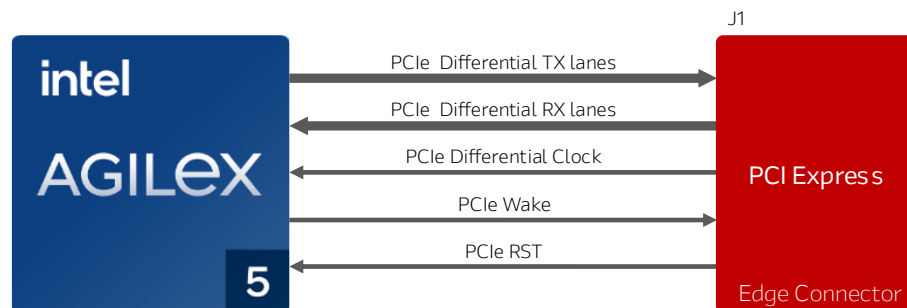 J1
intel
AGILEX
5
PCIe Differential TX lanes
PCIe Differential RX lanes
PCIe Differential Clock
PCIe Wake
PCIe RST
PCI Express
Edge Connector